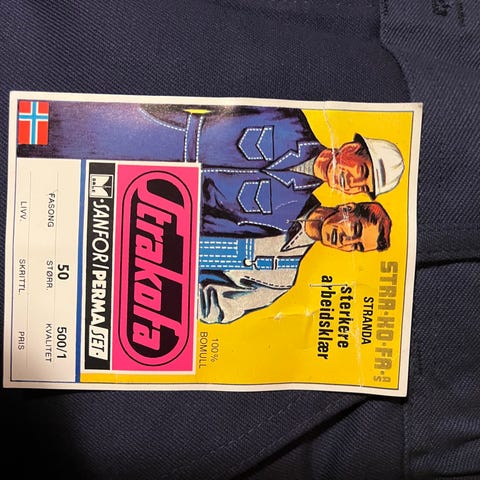 STRA·KO·FA A/S
STRANDA
sterkere
arbeidsklær
100%
BOMULL
Strakofa
SANFOR PERMASET
FASONG STØRR. KVALITET
50 500/1
LIVV. SKRITTL. PRIS